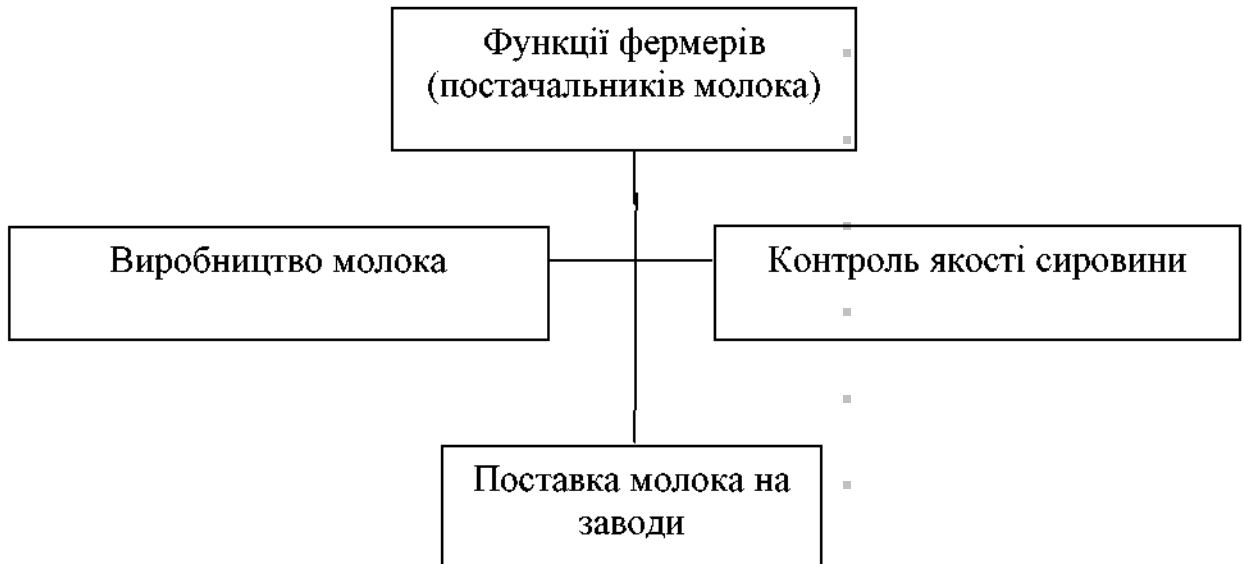 Функції фермерів
(постачальників молока)
Виробництво молока
Контроль якості сировини
Поставка молока на
заводи